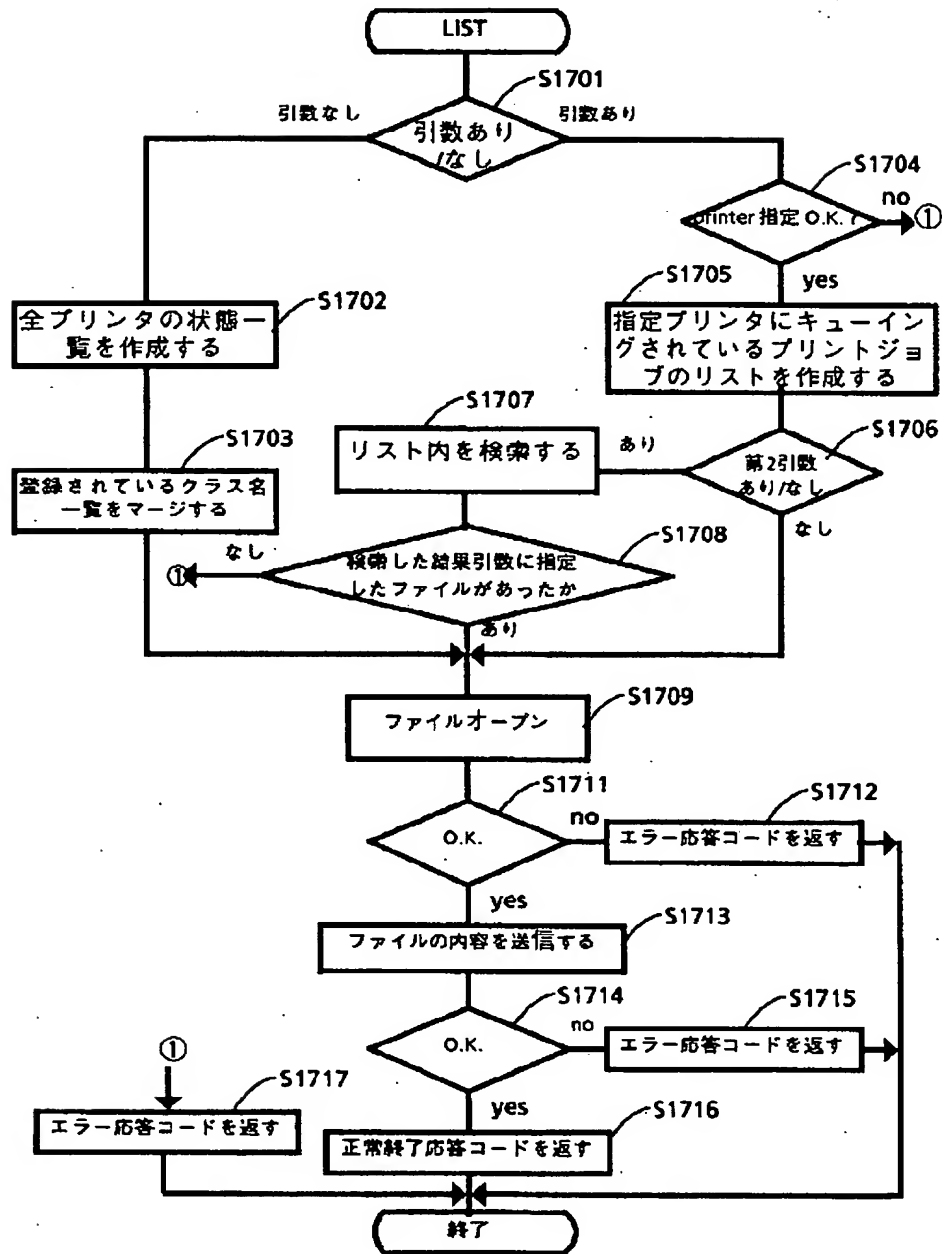 LIST
S1701
引数なし
引数あり
引数あり
/なし
S1704
no
①
printer 指定 O.K. ?
yes
S1702
全プリンタの状態一
覧を作成する
S1705
指定プリンタにキューイン
グされているプリントジョ
ブのリストを作成する
S1707
リスト内を検索する
あり
S1706
第2引数
あり/なし
なし
S1703
登録されているクラス名
一覧をマージする
なし
①
S1708
検索した結果引数に指定
したファイルがあったか
あり
S1709
ファイルオープン
S1711
O.K.
no
S1712
エラー応答コードを返す
yes
S1713
ファイルの内容を送信する
S1714
O.K.
no
S1715
エラー応答コードを返す
yes
①
S1717
エラー応答コードを返す
S1716
正常終了応答コードを返す
終了